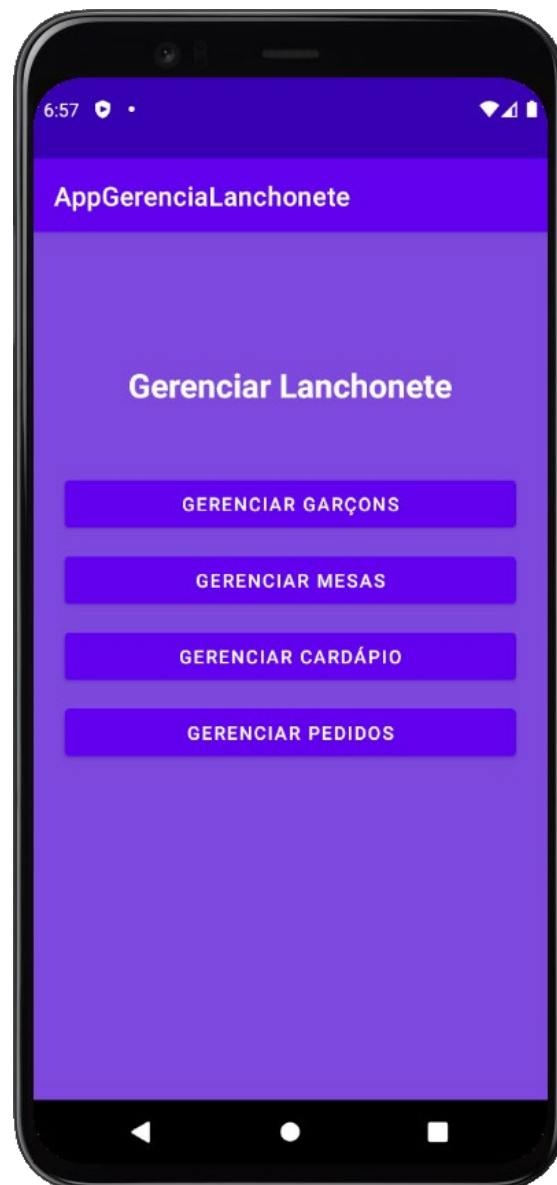 6:57
AppGerenciaLanchonete
Gerenciar Lanchonete
GERENCIAR GARÇONS
GERENCIAR MESAS
GERENCIAR CARDÁPIO
GERENCIAR PEDIDOS